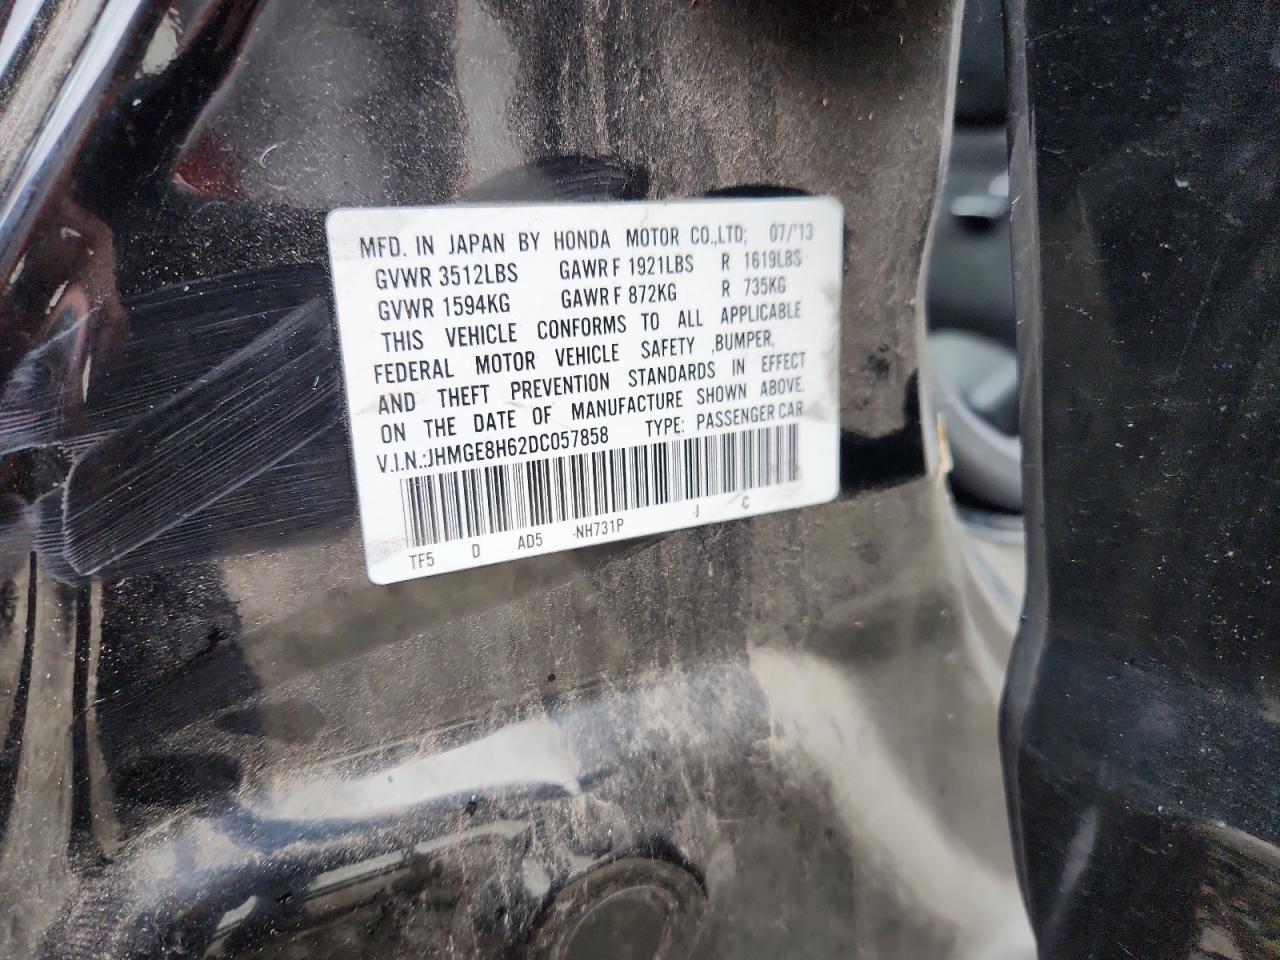 MFD. IN JAPAN BY HONDA MOTOR CO.,LTD; 07/'13
GVWR 3512LBS GAWR F 1921LBS R 1619LBS
GVWR 1594KG GAWR F 872KG R 735KG
THIS VEHICLE CONFORMS TO ALL APPLICABLE
FEDERAL MOTOR VEHICLE SAFETY ,BUMPER,
AND THEFT PREVENTION STANDARDS IN EFFECT
ON THE DATE OF MANUFACTURE SHOWN ABOVE.
V.I.N.:JHMGE8H62DC057858 TYPE: PASSENGER CAR
TF5 D AD5 -NH731P -J -C